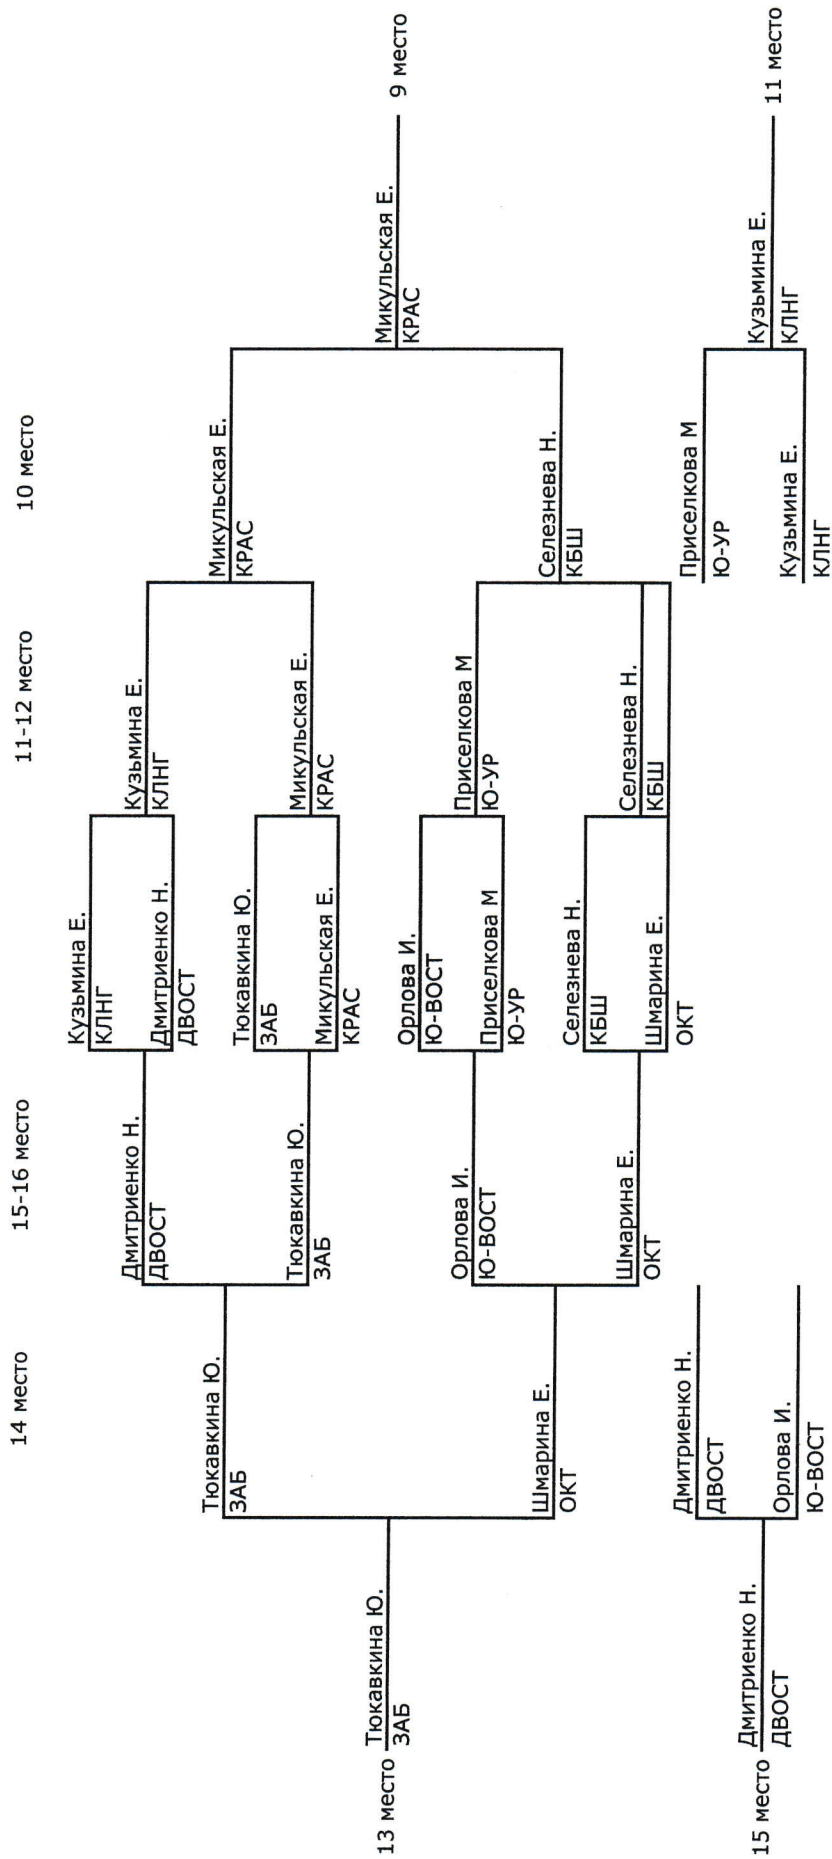 14 место
15-16 место
11-12 место
10 место
Кузьмина Е.
КЛНГ
Дмитриенко Н.
ДВОСТ
Кузьмина Е.
КЛНГ
Дмитриенко Н.
ДВОСТ
Тюкавкина Ю.
ЗАБ
Микульская Е.
КРАС
Тюкавкина Ю.
ЗАБ
Тюкавкина Ю.
ЗАБ
Микульская Е.
КРАС
Микульская Е.
КРАС
13 место
Тюкавкина Ю.
ЗАБ
Микульская Е.
КРАС
9 место
Орлова И.
Ю-ВОСТ
Орлова И.
Ю-ВОСТ
Приселкова М
Ю-УР
Приселкова М
Ю-УР
Шмарина Е.
ОКТ
Селезнева Н.
КБШ
Шмарина Е.
ОКТ
Селезнева Н.
КБШ
Шмарина Е.
ОКТ
Селезнева Н.
КБШ
15 место
Дмитриенко Н.
ДВОСТ
Дмитриенко Н.
ДВОСТ
Орлова И.
Ю-ВОСТ
Приселкова М
Ю-УР
Кузьмина Е.
КЛНГ
Кузьмина Е.
КЛНГ
11 место